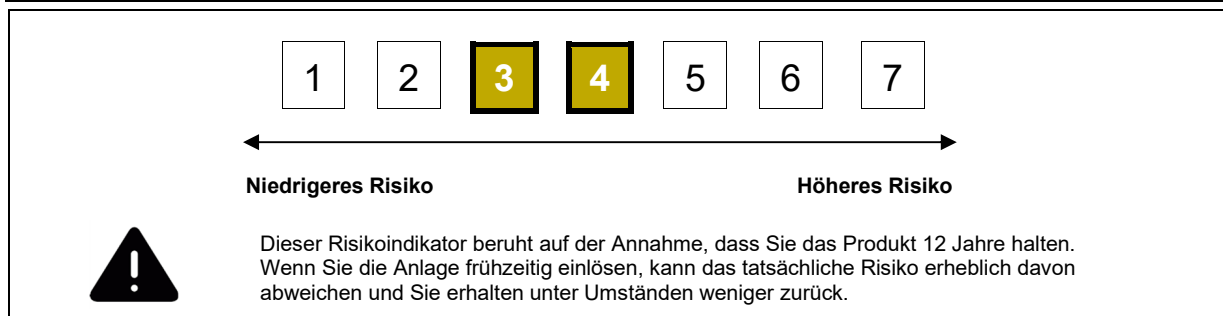 1 2 3 4 5 6 7
Niedrigeres Risiko Höheres Risiko
Dieser Risikoindikator beruht auf der Annahme, dass Sie das Produkt 12 Jahre halten.
Wenn Sie die Anlage frühzeitig einlösen, kann das tatsächliche Risiko erheblich davon
abweichen und Sie erhalten unter Umständen weniger zurück.